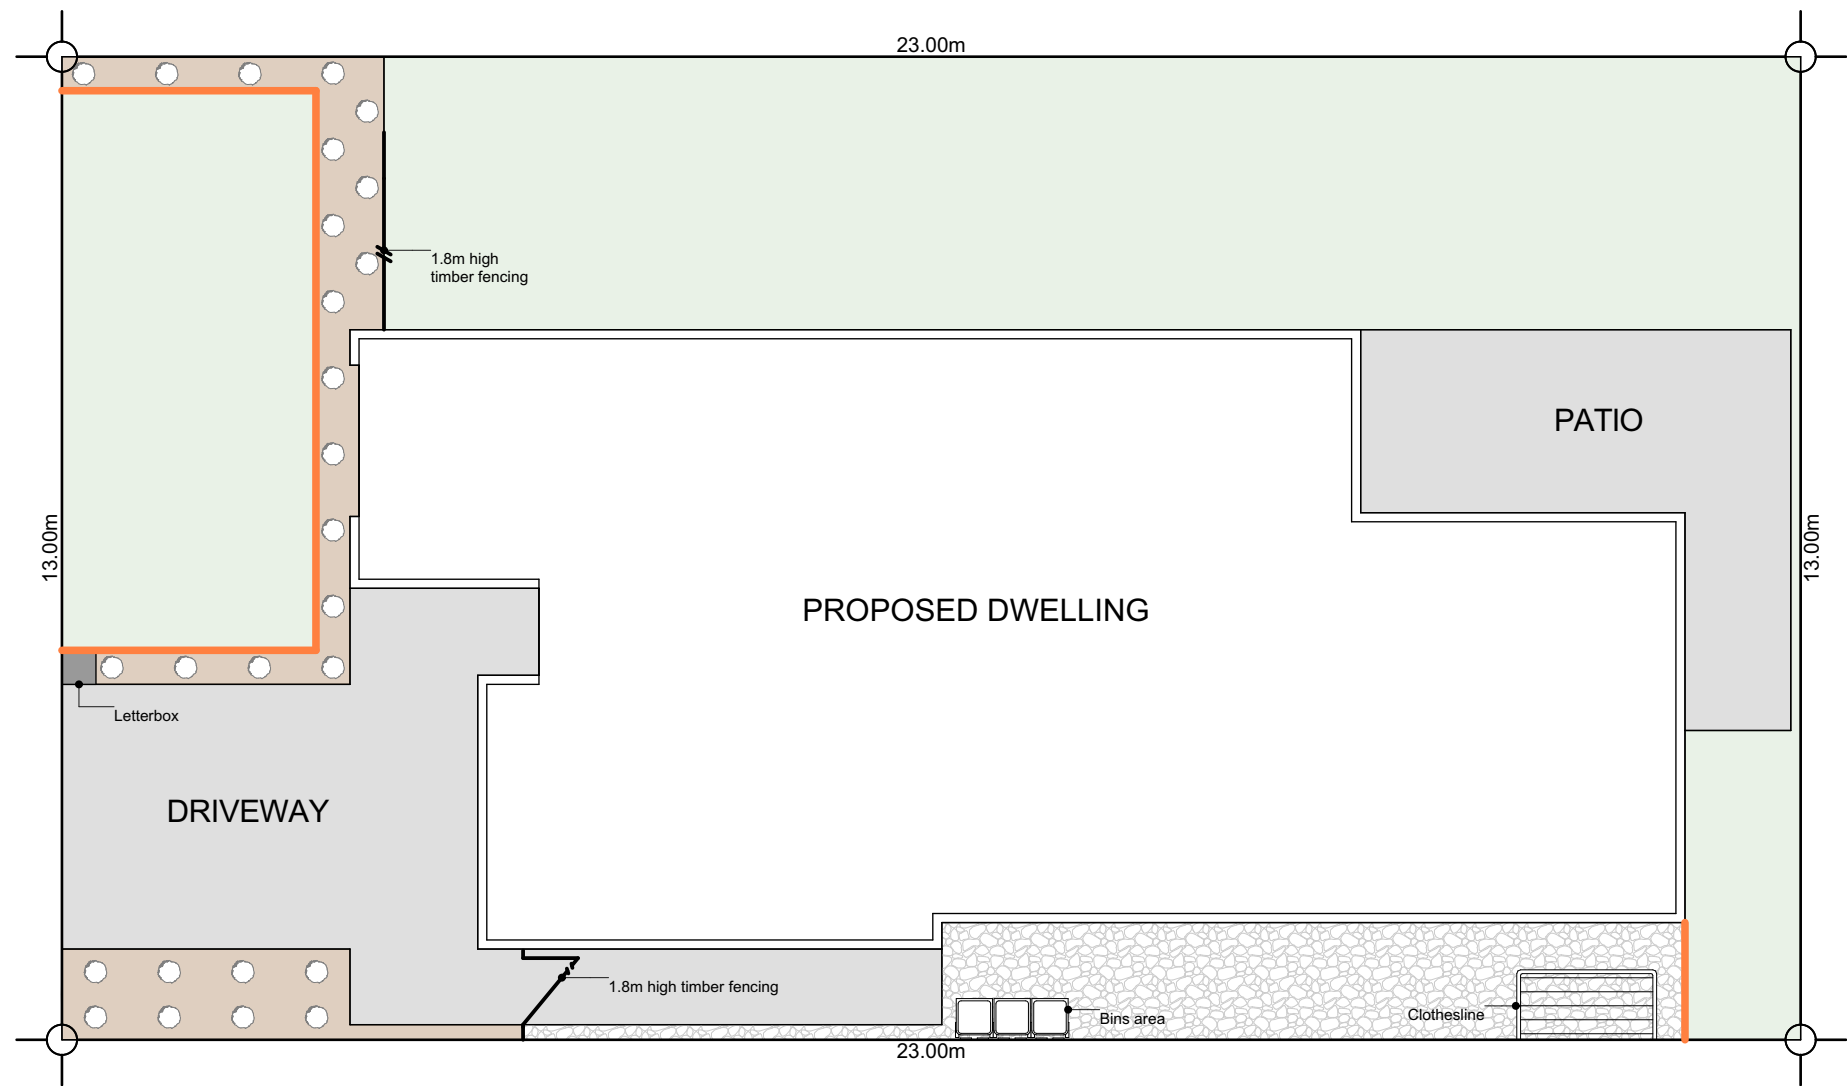 23.00m
1.8m high
timber fencing
PATIO
13.00m
13.00m
PROPOSED DWELLING
Letterbox
DRIVEWAY
1.8m high timber fencing
Bins area
Clothesline
23.00m